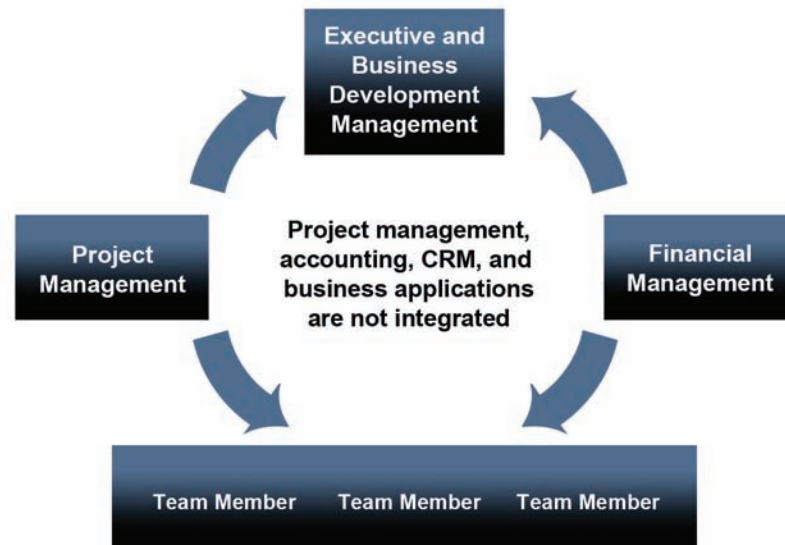 Executive and
Business
Development
Management
Project
Management
Project management,
accounting, CRM, and
business applications
are not integrated
Financial
Management
Team Member Team Member Team Member